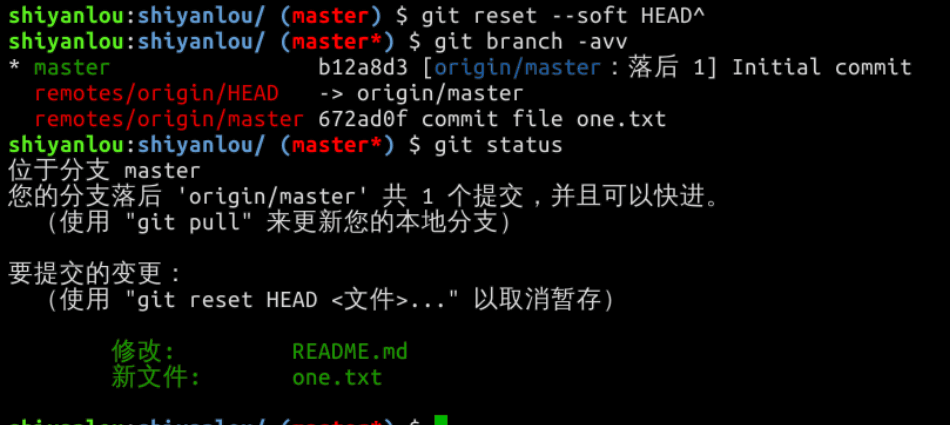 shiyanlou:shiyanlou/ (master) $ git reset --soft HEAD^
shiyanlou:shiyanlou/ (master*) $ git branch -avv
* master                b12a8d3 [origin/master：落后 1] Initial commit
  remotes/origin/HEAD   -> origin/master
  remotes/origin/master 672ad0f commit file one.txt
shiyanlou:shiyanlou/ (master*) $ git status
位于分支 master
您的分支落后 'origin/master' 共 1 个提交，并且可以快进。
  （使用 "git pull" 来更新您的本地分支）
要提交的变更：
  （使用 "git reset HEAD <文件>..." 以取消暂存）
        修改:         README.md
        新文件:       one.txt
shiyanlou:shiyanlou/ (master*) $